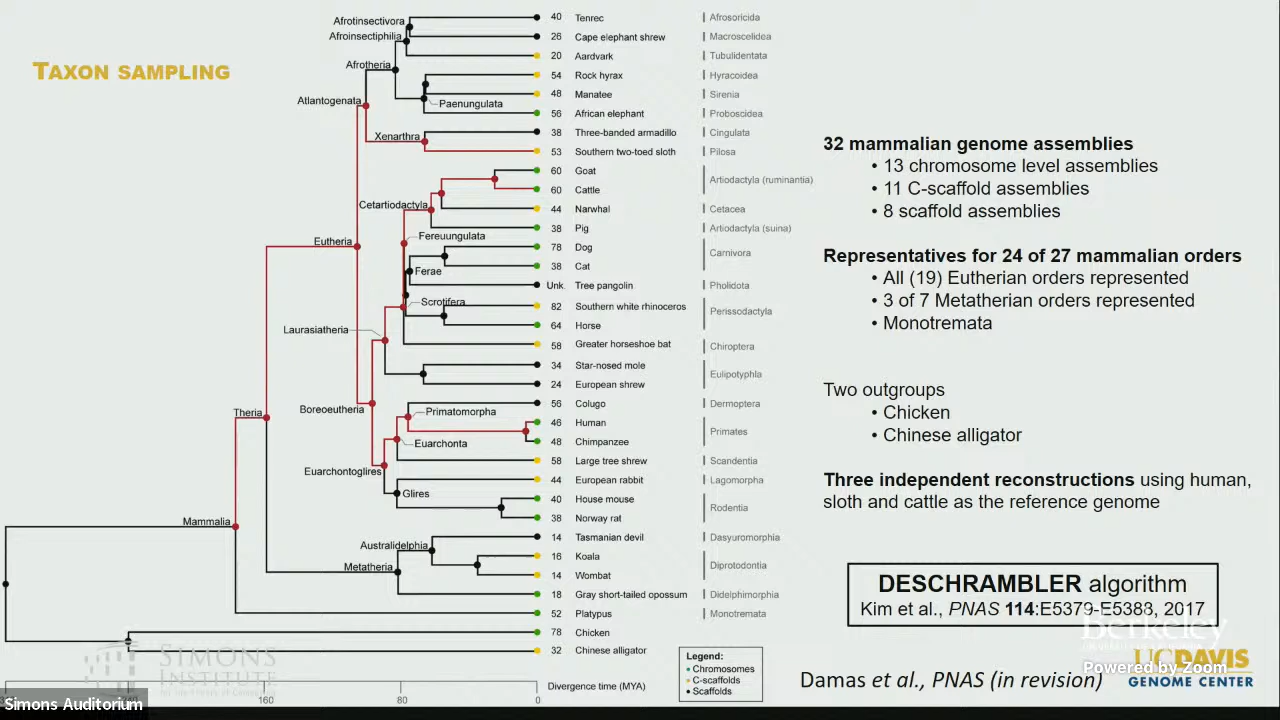 TAXON SAMPLING
Afrotinsectivora
Afroinsectiphilia
Afrotheria
Atlantogenata
Paenungulata
Xenarthra
Cetartiodactyla
Fereuungulata
Eutheria
Ferae
Scrotifera
Laurasiatheria
Theria
Boreoeutheria
Primatomorpha
Euarchonta
Euarchontoglires
Glires
Mammalia
Australidelphia
Metatheria
40 Tenrec Afrosoricida
26 Cape elephant shrew Macroscelidea
20 Aardvark Tubulidentata
54 Rock hyrax Hyracoidea
48 Manatee Sirenia
56 African elephant Proboscidea
38 Three-banded armadillo Cingulata
53 Southern two-toed sloth Pilosa
60 Goat
Artiodactyla (ruminantia)
60 Cattle
44 Narwhal Cetacea
38 Pig Artiodactyla (suina)
78 Dog
Carnivora
38 Cat
Unk. Tree pangolin Pholidota
82 Southern white rhinoceros
Perissodactyla
64 Horse
58 Greater horseshoe bat Chiroptera
34 Star-nosed mole
Eulipotyphla
24 European shrew
56 Colugo Dermoptera
46 Human
Primates
48 Chimpanzee
58 Large tree shrew Scandentia
44 European rabbit Lagomorpha
40 House mouse
Rodentia
38 Norway rat
14 Tasmanian devil Dasyuromorphia
16 Koala
Diprotodontia
14 Wombat
18 Gray short-tailed opossum Didelphimorphia
52 Platypus Monotremata
78 Chicken
32 Chinese alligator
80
0
Divergence time (MYA)
Legend:
• Chromosomes
• C-scaffolds
• Scaffolds
32 mammalian genome assemblies
• 13 chromosome level assemblies
• 11 C-scaffold assemblies
• 8 scaffold assemblies
Representatives for 24 of 27 mammalian orders
• All (19) Eutherian orders represented
• 3 of 7 Metatherian orders represented
• Monotremata
Two outgroups
• Chicken
• Chinese alligator
Three independent reconstructions using human,
sloth and cattle as the reference genome
DESCHRAMBLER algorithm
Kim et al., PNAS 114:E5379-E5388, 2017
Damas et al., PNAS (in revision)
Berkeley
UC DAVIS
GENOME CENTER
Powered by Zoom
SIMONS
INSTITUTE
Simons Auditorium